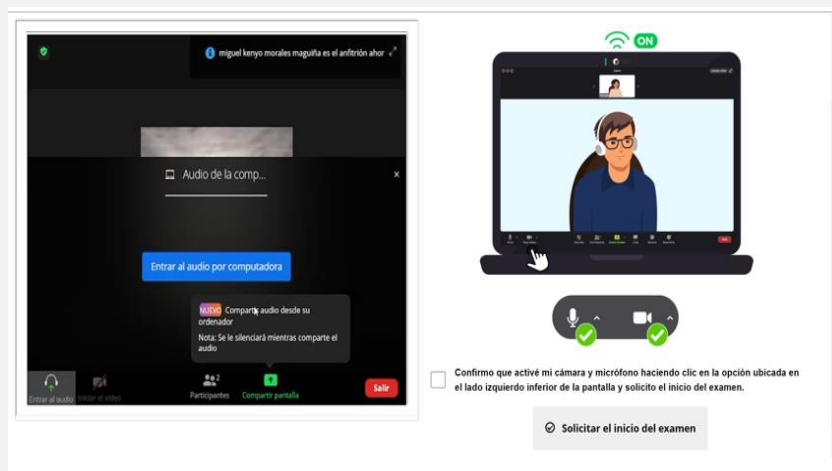 miguel kenyo morales maguiña es el anfitrión ahor
Audio de la comp...
Entrar al audio por computadora
NUEVO Compartir audio desde su
ordenador
Nota: Se le silenciará mientras comparte el
audio
Entrar al audio
Iniciar el video
2
Participantes
Compartir pantalla
Salir
ON
Confirmo que activé mi cámara y micrófono haciendo clic en la opción ubicada en
el lado izquierdo inferior de la pantalla y solicito el inicio del examen.
Solicitar el inicio del examen